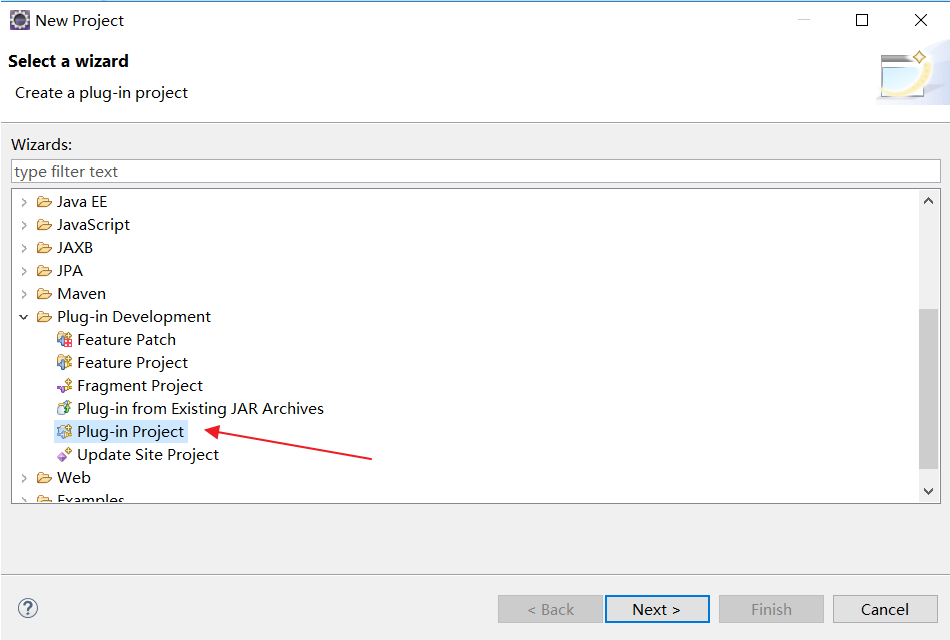 New Project
Select a wizard
Create a plug-in project
Wizards:
type filter text
Java EE
JavaScript
JAXB
JPA
Maven
Plug-in Development
Feature Patch
Feature Project
Fragment Project
Plug-in from Existing JAR Archives
Plug-in Project
Update Site Project
Web
Examples
?
< Back Next > Finish Cancel